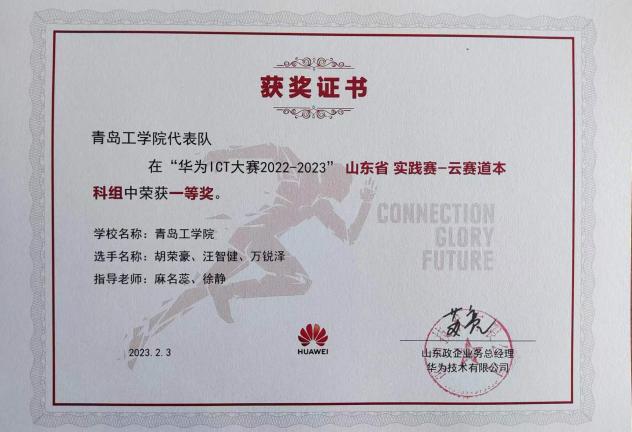 获奖证书
青岛工学院代表队
在“华为ICT大赛2022-2023”山东省 实践赛-云赛道本
科组中荣获一等奖。
CONNECTION
GLORY
FUTURE
学校名称：青岛工学院
选手名称：胡荣豪、汪智健、万锐泽
指导老师：麻名蕊、徐静
2023.2.3
HUAWEI
山东政企业务总经理
华为技术有限公司